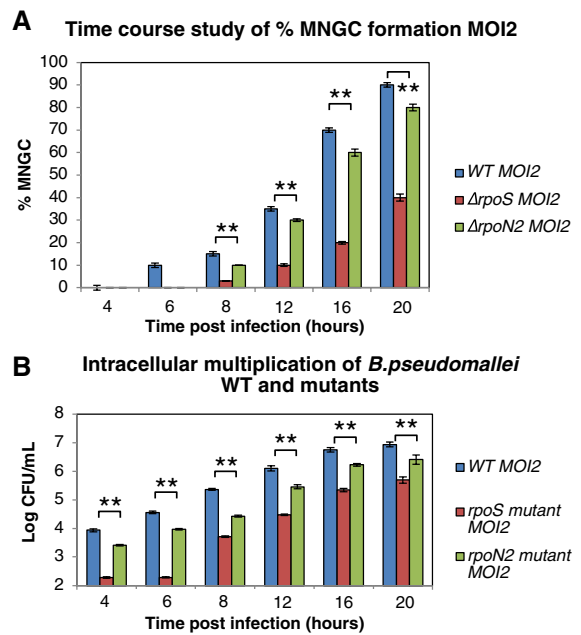 A
Time course study of % MNGC formation MOI2
% MNGC
100
90
80
70
60
50
40
30
20
10
0
**
**
**
**
4
6
8
12
16
20
Time post infection (hours)
WT MOI2
ΔrpoS MOI2
ΔrpoN2 MOI2
B
Intracellular multiplication of B.pseudomallei
WT and mutants
Log CFU/mL
8
7
6
5
4
3
2
**
**
**
**
**
**
4
6
8
12
16
20
Time post infection (hours)
WT MOI2
rpoS mutant
MOI2
rpoN2 mutant
MOI2